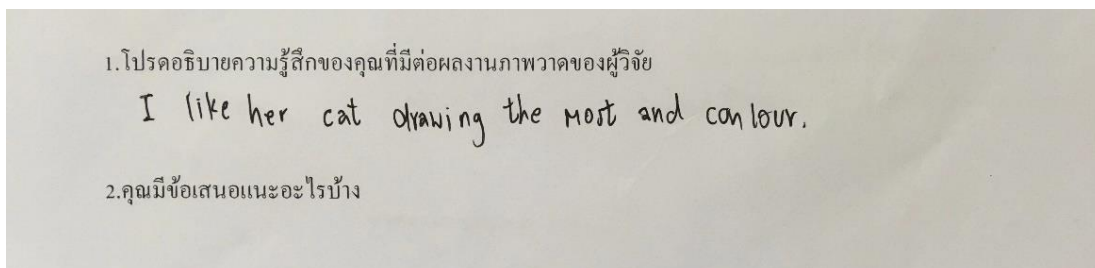 1.โปรดอธิบายความรู้สึกของคุณที่มีต่อผลงานภาพวาดของผู้วิจัย
I like her cat drawing the most and conlour.
2.คุณมีข้อเสนอแนะอะไรบ้าง